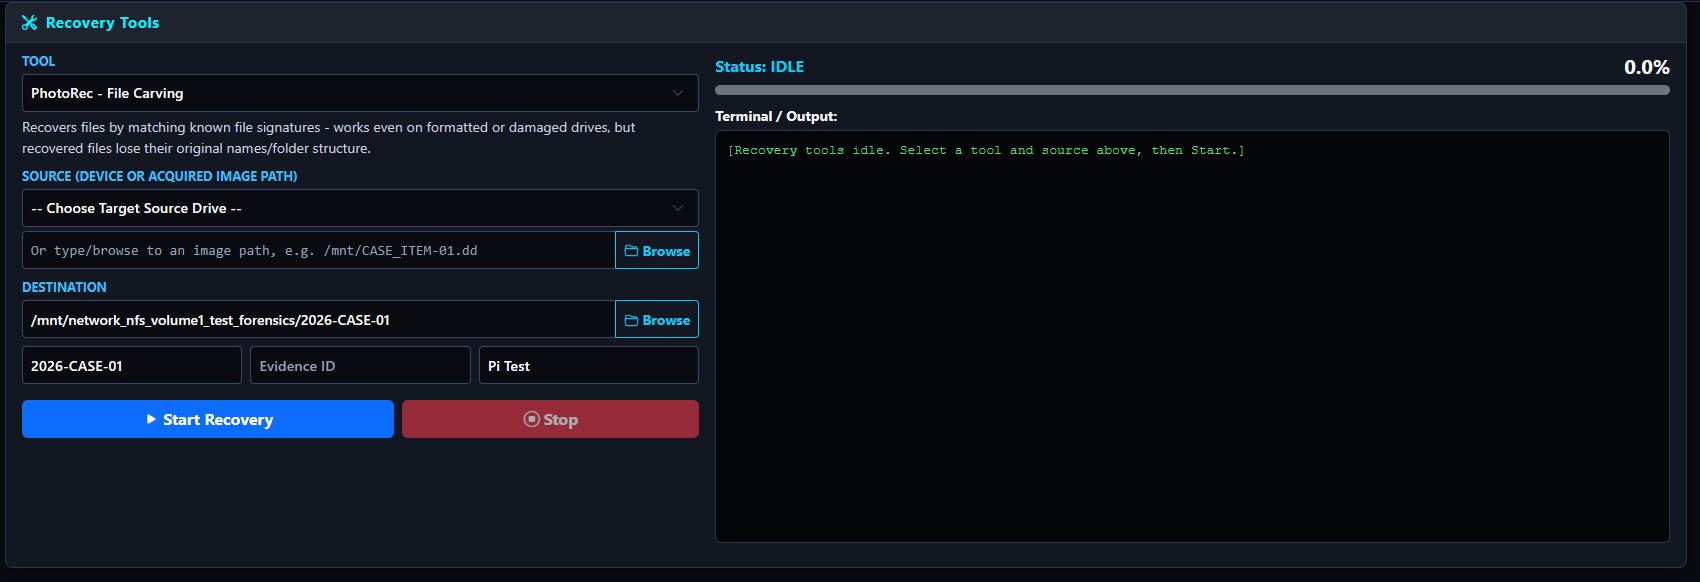 Recovery Tools
TOOL
PhotoRec - File Carving
Recovers files by matching known file signatures - works even on formatted or damaged drives, but
recovered files lose their original names/folder structure.
SOURCE (DEVICE OR ACQUIRED IMAGE PATH)
-- Choose Target Source Drive --
Or type/browse to an image path, e.g. /mnt/CASE_ITEM-01.dd
Browse
DESTINATION
/mnt/network_nfs_volume1_test_forensics/2026-CASE-01
Browse
2026-CASE-01
Evidence ID
Pi Test
Start Recovery
Stop
Status: IDLE
0.0%
Terminal / Output:
[Recovery tools idle. Select a tool and source above, then Start.]